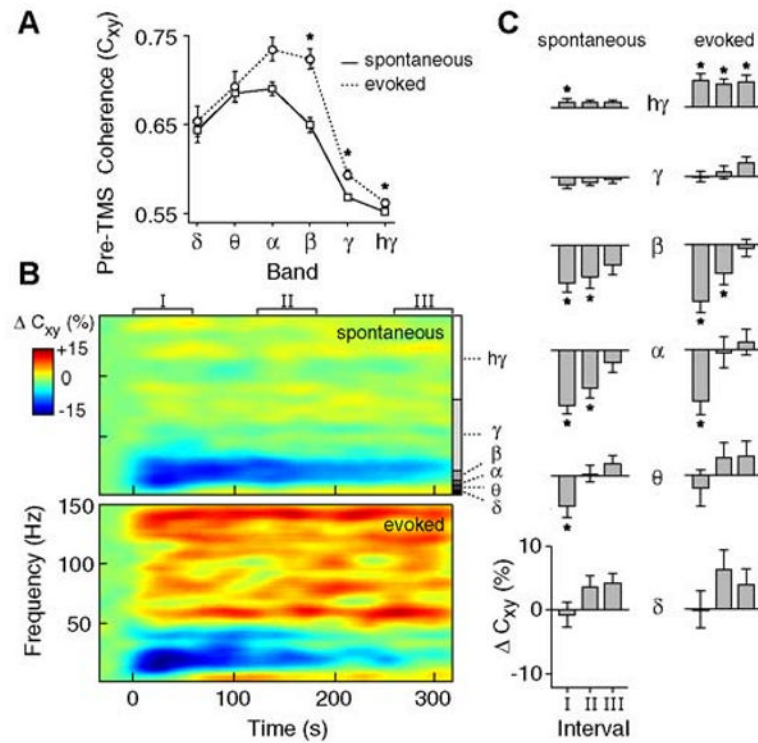 A
Pre-TMS Coherence (Cxy)
0.75
0.65
0.55
*
*
*
spontaneous
evoked
δ θ α β γ hγ
Band
B
I II III
Δ Cxy (%)
+15
0
-15
spontaneous
hγ
γ
β
α
θ
δ
evoked
Frequency (Hz)
150
100
50
0 100 200 300
Time (s)
C
spontaneous evoked
* hγ * * *
γ
β
* * * *
α
* * *
θ
*
Δ Cxy (%)
10
0
-10
δ
I II III
Interval